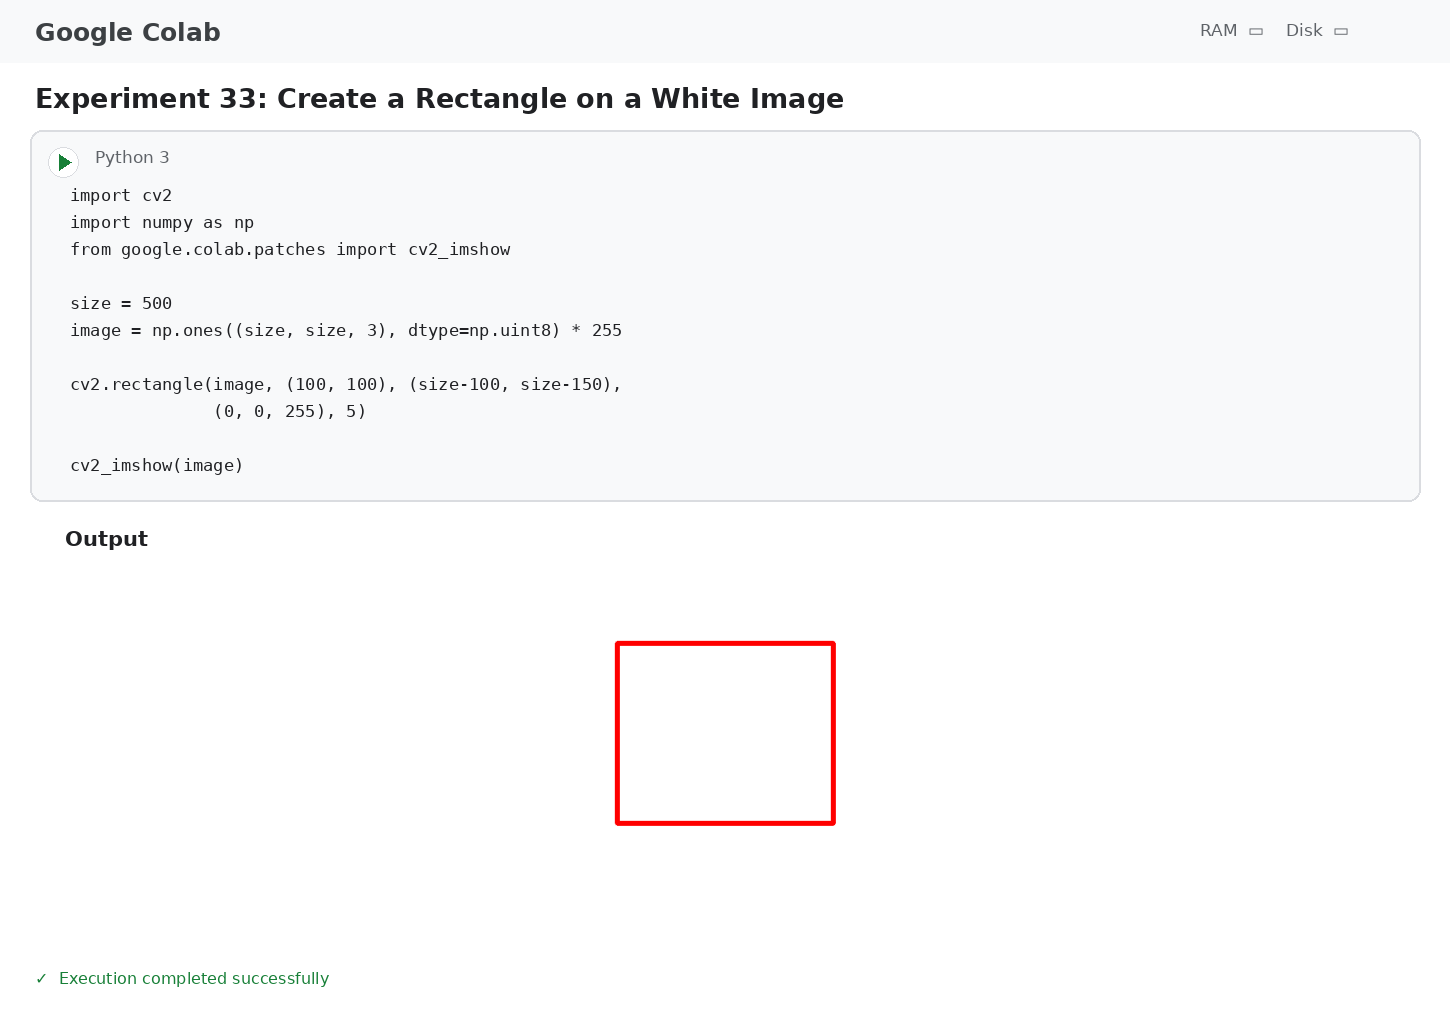 Google Colab
RAM ▭ Disk ▭
Experiment 33: Create a Rectangle on a White Image
Python 3
import cv2
import numpy as np
from google.colab.patches import cv2_imshow
size = 500
image = np.ones((size, size, 3), dtype=np.uint8) * 255
cv2.rectangle(image, (100, 100), (size-100, size-150),
              (0, 0, 255), 5)
cv2_imshow(image)
Output
✓ Execution completed successfully